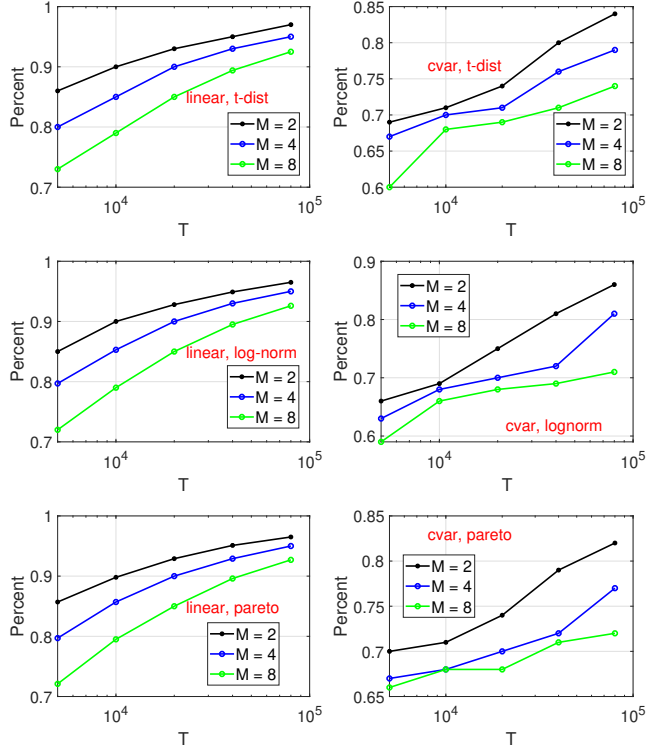 1
0.9
0.8
0.7
Percent
10^4
10^5
T
linear, t-dist
M = 2
M = 4
M = 8
0.85
0.8
0.75
0.7
0.65
0.6
Percent
10^4
10^5
T
cvar, t-dist
M = 2
M = 4
M = 8
1
0.9
0.8
0.7
Percent
10^4
10^5
T
linear, log-norm
M = 2
M = 4
M = 8
0.9
0.8
0.7
0.6
Percent
10^4
10^5
T
M = 2
M = 4
M = 8
cvar, lognorm
1
0.9
0.8
0.7
Percent
10^4
10^5
T
linear, pareto
M = 2
M = 4
M = 8
0.85
0.8
0.75
0.7
0.65
Percent
10^4
10^5
T
cvar, pareto
M = 2
M = 4
M = 8